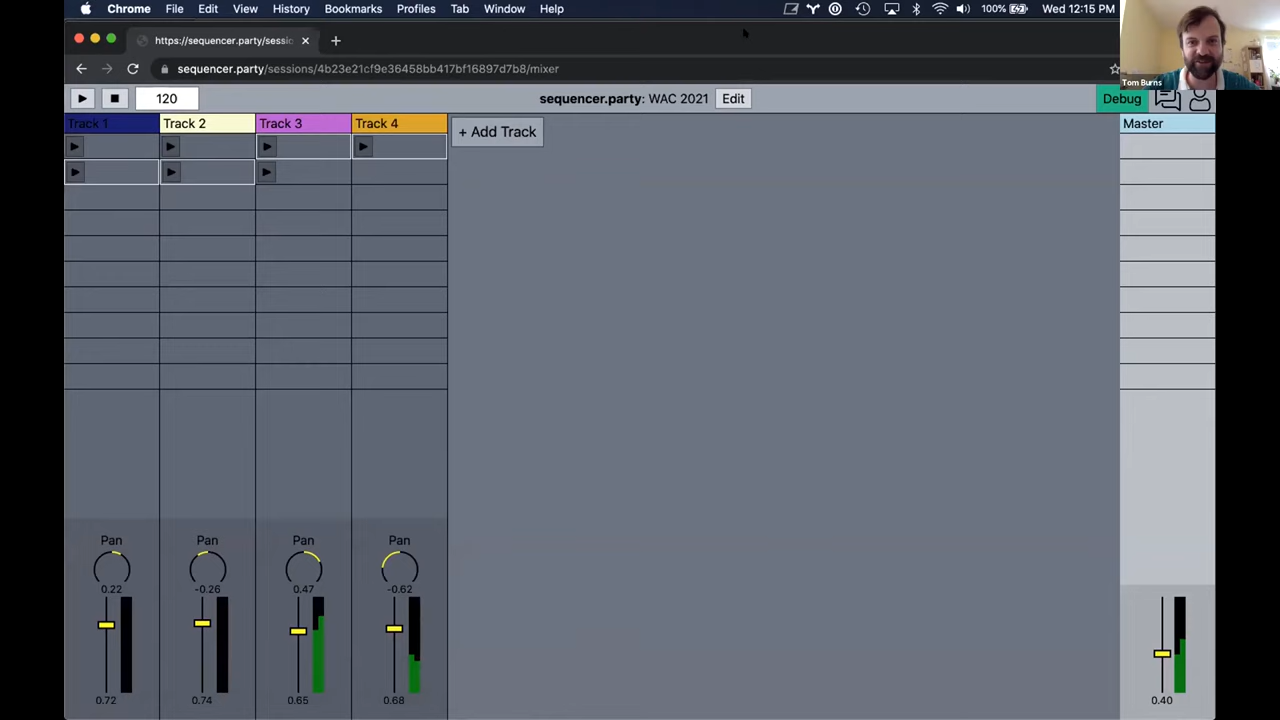 Chrome File Edit View History Bookmarks Profiles Tab Window Help 100% Wed 12:15 PM
https://sequencer.party/sessic
sequencer.party/sessions/4b23e21cf9e36458bb417bf16897d7b8/mixer
Tom Burns
120 sequencer.party: WAC 2021 Edit Debug
Track 1 Track 2 Track 3 Track 4 + Add Track Master
Pan Pan Pan Pan
0.22 -0.26 0.47 -0.62
0.72 0.74 0.65 0.68 0.40